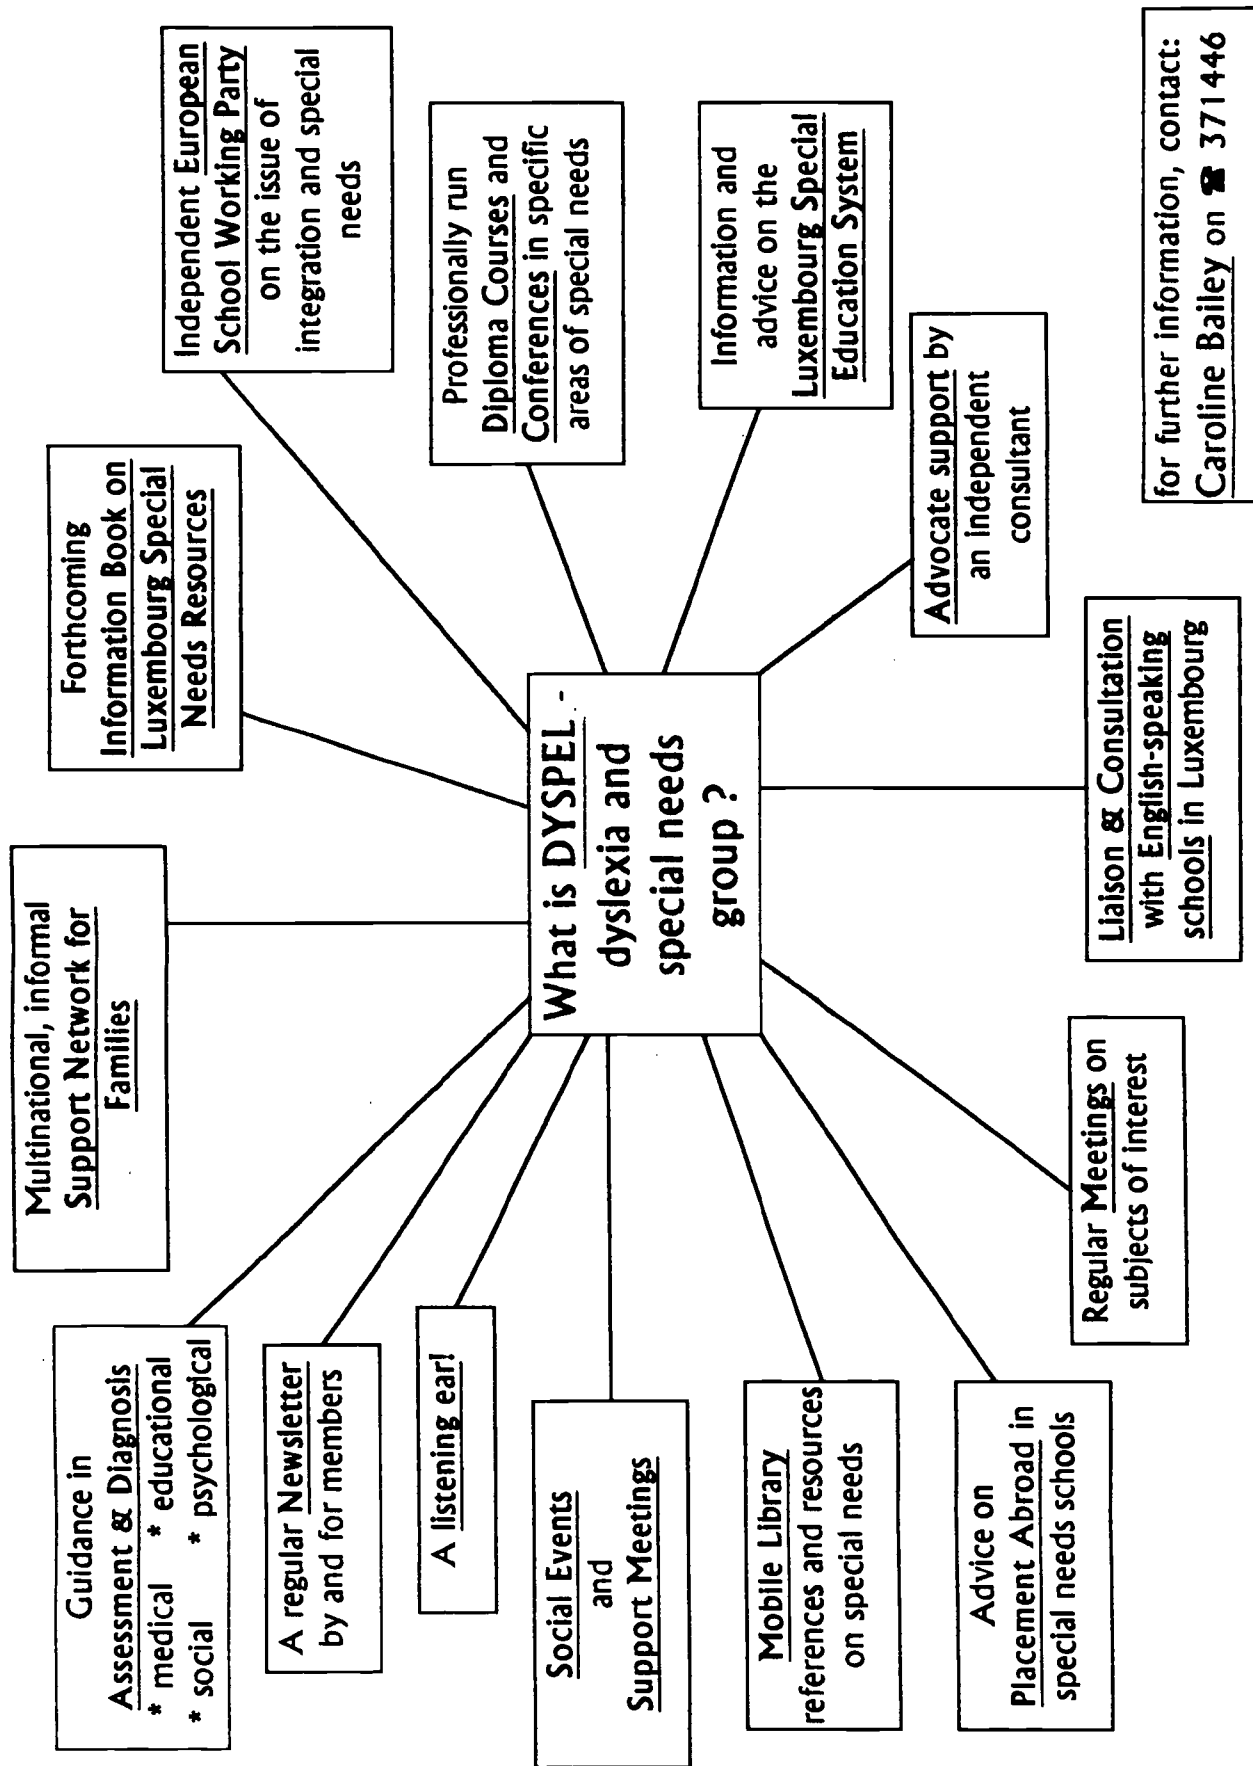 Guidance in
Assessment & Diagnosis
* medical * educational
* social * psychological
Multinational, informal
Support Network for
Families
Forthcoming
Information Book on
Luxembourg Special
Needs Resources
Independent European
School Working Party
on the issue of
integration and special
needs
A regular Newsletter
by and for members
A listening ear!
Social Events
and
Support Meetings
Mobile Library
references and resources
on special needs
Advice on
Placement Abroad in
special needs schools
What is DYSPEL -
dyslexia and
special needs
group ?
Professionally run
Diploma Courses and
Conferences in specific
areas of special needs
Information and
advice on the
Luxembourg Special
Education System
Advocate support by
an independent
consultant
Regular Meetings on
subjects of interest
Liaison & Consultation
with English-speaking
schools in Luxembourg
for further information, contact:
Caroline Bailey on ☎ 371446